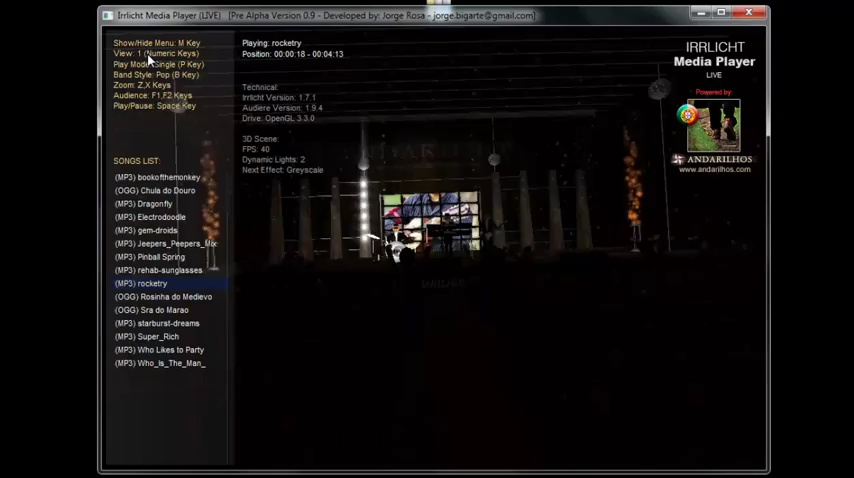 Irrlicht Media Player (LIVE)    [Pre Alpha Version 0.9 - Developed by: Jorge Rosa - jorge.bigarte@gmail.com]
Show/Hide Menu: M Key
View: 1 (Numeric Keys)
Play Mode: Single (P Key)
Band Style: Pop (B Key)
Zoom: Z,X Keys
Audience: F1,F2 Keys
Play/Pause: Space Key
SONGS LIST:
(MP3) bookofthemonkey
(OGG) Chula do Douro
(MP3) Dragonfly
(MP3) Electrodoodle
(MP3) gem-droids
(MP3) Jeepers_Peepers_Mix
(MP3) Pinball Spring
(MP3) rehab-sunglasses
(MP3) rocketry
(OGG) Rosinha do Medievo
(OGG) Sra do Marao
(MP3) starburst-dreams
(MP3) Super_Rich
(MP3) Who Likes to Party
(MP3) Who_Is_The_Man_
Playing: rocketry
Position: 00:00:18 - 00:04:13
Technical:
Irrlicht Version: 1.7.1
Audiere Version: 1.9.4
Drive: OpenGL 3.3.0
3D Scene:
FPS: 40
Dynamic Lights: 2
Next Effect: Greyscale
IRRLICHT
Media Player
LIVE
Powered by:
ANDARILHOS
www.andarilhos.com